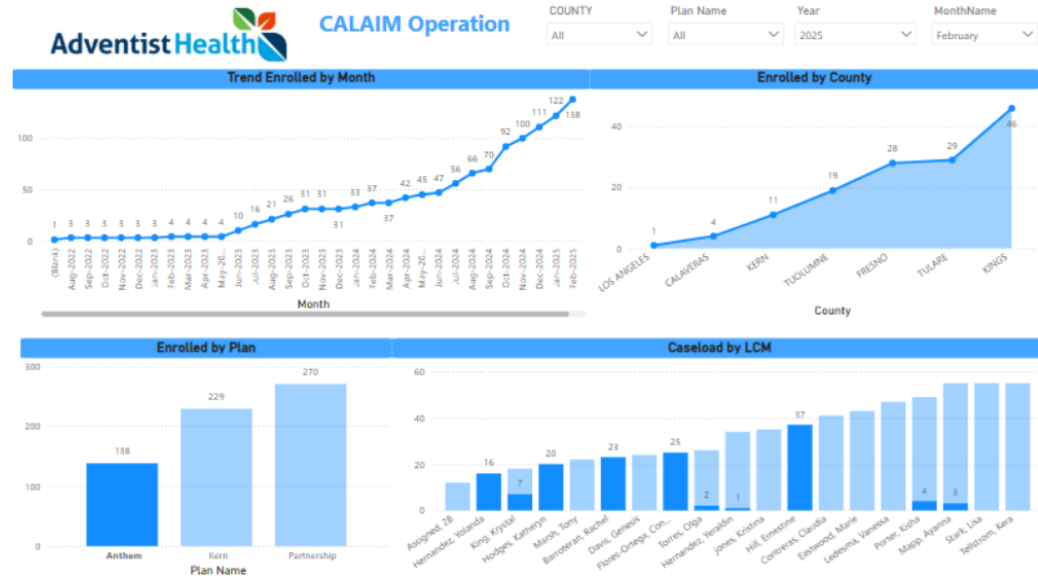 Adventist Health
CALAIM Operation
COUNTY
All
Plan Name
All
Year
2025
MonthName
February
Trend Enrolled by Month
100
50
0
1 3 3 3 3 3 3 4 4 4 4 10 16 21 26 31 31 31 33 37 37 42 45 47 56 66 70 92 100 111 122 138
(Blank)
Aug-2022
Sep-2022
Oct-2022
Nov-2022
Dec-2022
Jan-2023
Feb-2023
Mar-2023
Apr-2023
May-20...
Jun-2023
Jul-2023
Aug-2023
Sep-2023
Oct-2023
Nov-2023
Dec-2023
Jan-2024
Feb-2024
Mar-2024
Apr-2024
May-20...
Jun-2024
Jul-2024
Aug-2024
Sep-2024
Oct-2024
Nov-2024
Dec-2024
Jan-2025
Feb-2025
Month
Enrolled by County
40
20
0
1 4 11 19 28 29 46
LOS ANGELES
CALAVERAS
KERN
TUOLUMNE
FRESNO
TULARE
KINGS
County
Enrolled by Plan
300
200
100
0
138 229 270
Anthem
Kern
Partnership
Plan Name
Caseload by LCM
60
40
20
0
16 7 20 23 25 2 1 37 4 3
Assigned, 2B
Hernandez, Yolanda
King, Krystal
Hodges, Katheryn
Marsh, Tony
Barroteran, Rachel
Davis, Genesis
Flores-Ortega, Con...
Torres, Olga
Hernandez, Yeraldin
Jones, Kristina
Hill, Ernestine
Contreras, Claudia
Eastwood, Marie
Ledesma, Vanessa
Porter, Kisha
Mapp, Ayanna
Stark, Lisa
Tellstrom, Kera